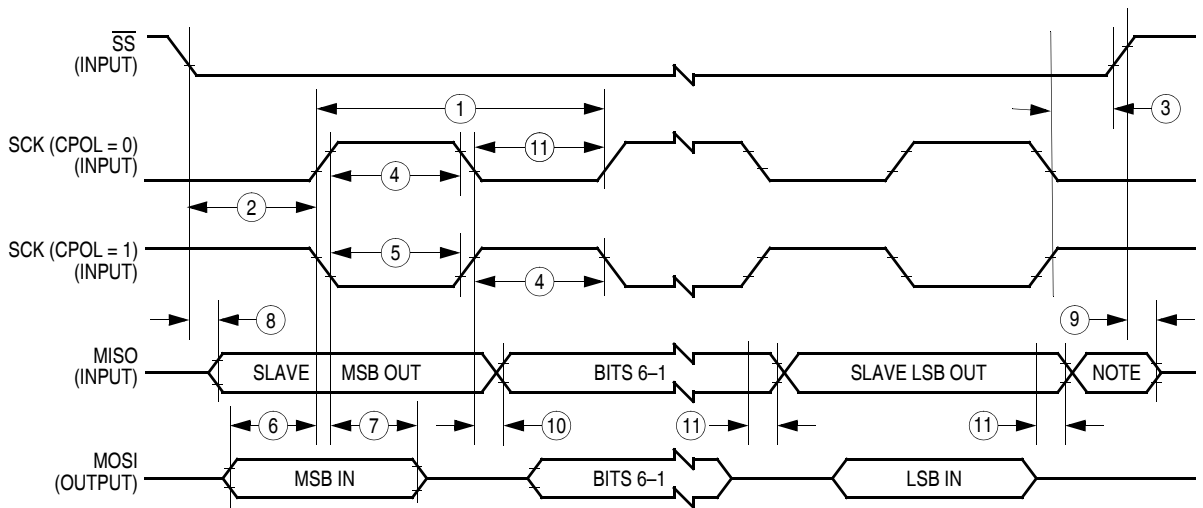 SS
(INPUT)
1
3
SCK (CPOL = 0)
(INPUT)
11
4
2
SCK (CPOL = 1)
(INPUT)
5
4
8
9
MISO
(INPUT)
SLAVE MSB OUT
BITS 6–1
SLAVE LSB OUT
NOTE
6
7
10
11
11
MOSI
(OUTPUT)
MSB IN
BITS 6–1
LSB IN